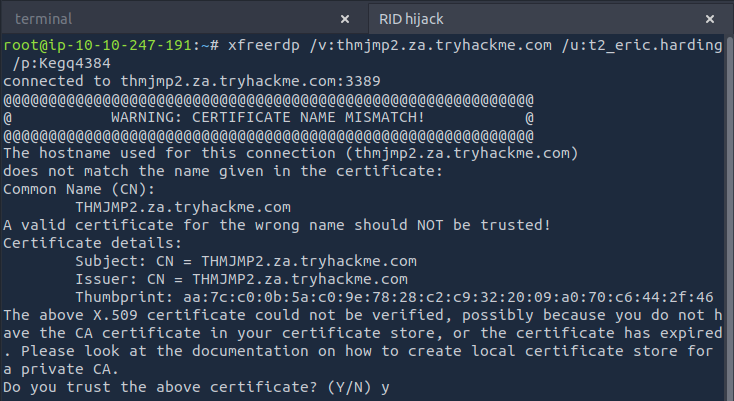 terminal × RID hijack ×
root@ip-10-10-247-191:~# xfreerdp /v:thmjmp2.za.tryhackme.com /u:t2_eric.harding
/p:Kegq4384
connected to thmjmp2.za.tryhackme.com:3389
@@@@@@@@@@@@@@@@@@@@@@@@@@@@@@@@@@@@@@@@@@@@@@@@@@@@@@@@@@@
@           WARNING: CERTIFICATE NAME MISMATCH!           @
@@@@@@@@@@@@@@@@@@@@@@@@@@@@@@@@@@@@@@@@@@@@@@@@@@@@@@@@@@@
The hostname used for this connection (thmjmp2.za.tryhackme.com)
does not match the name given in the certificate:
Common Name (CN):
        THMJMP2.za.tryhackme.com
A valid certificate for the wrong name should NOT be trusted!
Certificate details:
        Subject: CN = THMJMP2.za.tryhackme.com
        Issuer: CN = THMJMP2.za.tryhackme.com
        Thumbprint: aa:7c:c0:0b:5a:c0:9e:78:28:c2:c9:32:20:09:a0:70:c6:44:2f:46
The above X.509 certificate could not be verified, possibly because you do not h
ave the CA certificate in your certificate store, or the certificate has expired
. Please look at the documentation on how to create local certificate store for
a private CA.
Do you trust the above certificate? (Y/N) y